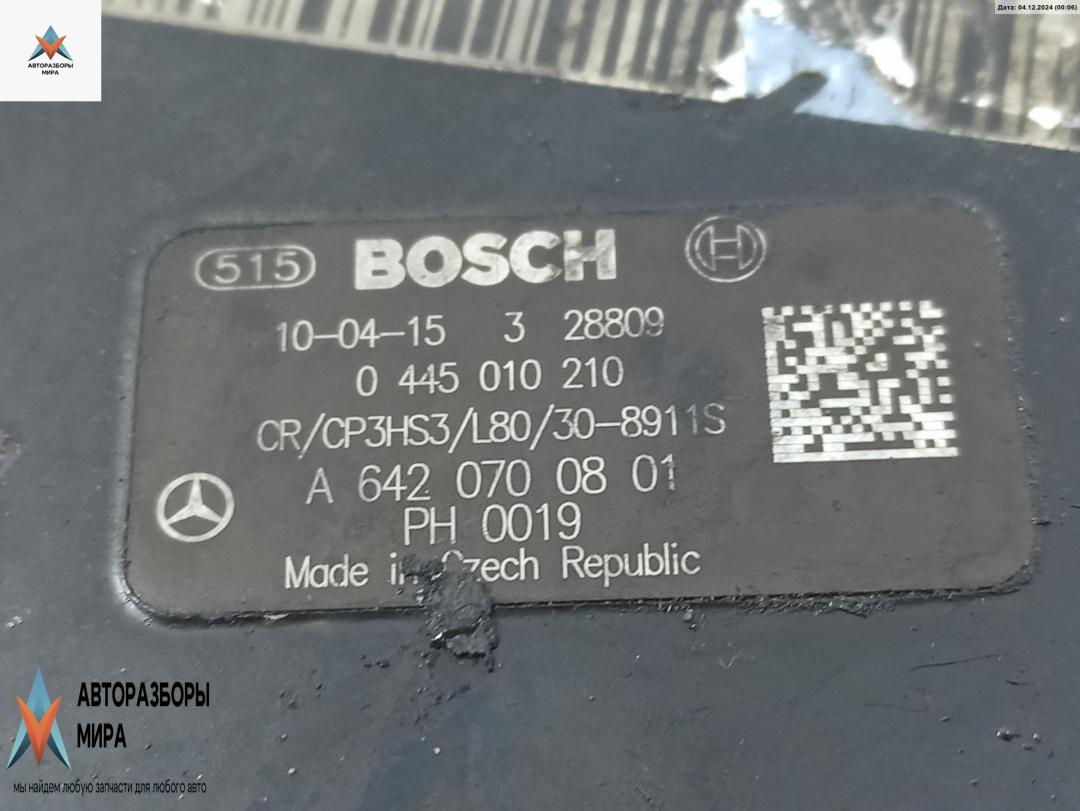 Дата: 04.12.2024 (00:06)
АВТОРАЗБОРЫ
МИРА
515 BOSCH
10-04-15 3 28809
0 445 010 210
CR/CP3HS3/L80/30-8911S
A 642 070 08 01
PH 0019
Made in Czech Republic
АВТОРАЗБОРЫ
МИРА
мы найдем любую запчасти для любого авто